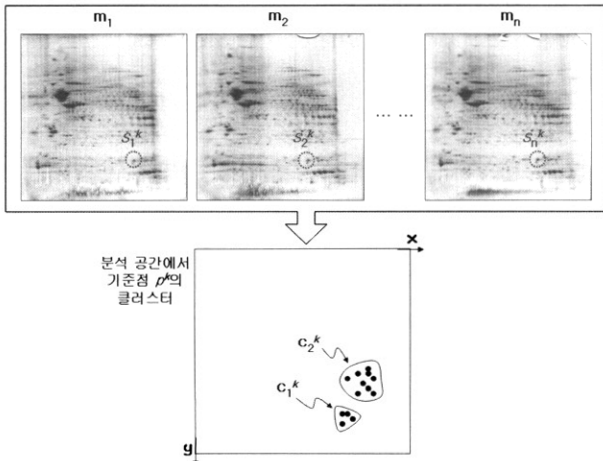 m₁ m₂ mₙ
S₁ᵏ S₂ᵏ … … Sₙᵏ
x
분석 공간에서
기준점 pᵏ의
클러스터
c₂ᵏ
c₁ᵏ
y